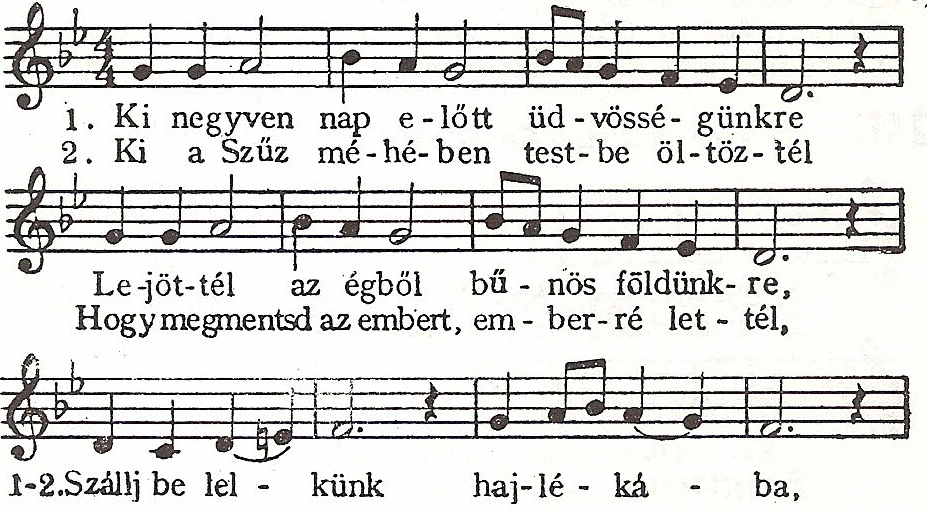 4
4
1. Ki negyven nap e-lőtt üd-vössé-günkre
2. Ki a Szűz mé-hé-ben test-be öl-töz-tél
Le-jöt-tél az égből bű-nös földünk-re,
Hogy megmentsd az embert, em-ber-ré let-tél,
1-2.Szállj be lel-künk haj-lé-ká-ba,